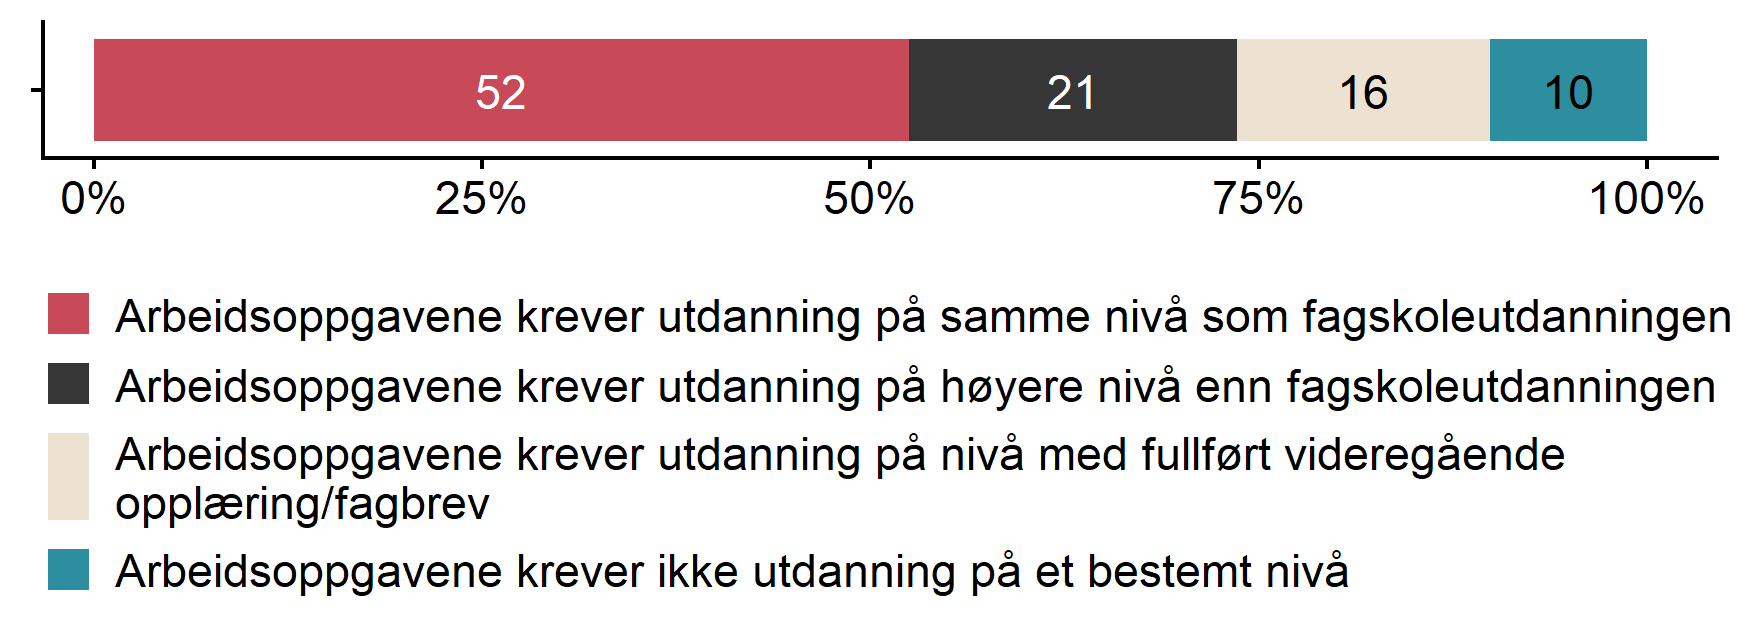 52 21 16 10
0% 25% 50% 75% 100%
Arbeidsoppgavene krever utdanning på samme nivå som fagskoleutdanningen
Arbeidsoppgavene krever utdanning på høyere nivå enn fagskoleutdanningen
Arbeidsoppgavene krever utdanning på nivå med fullført videregående
opplæring/fagbrev
Arbeidsoppgavene krever ikke utdanning på et bestemt nivå